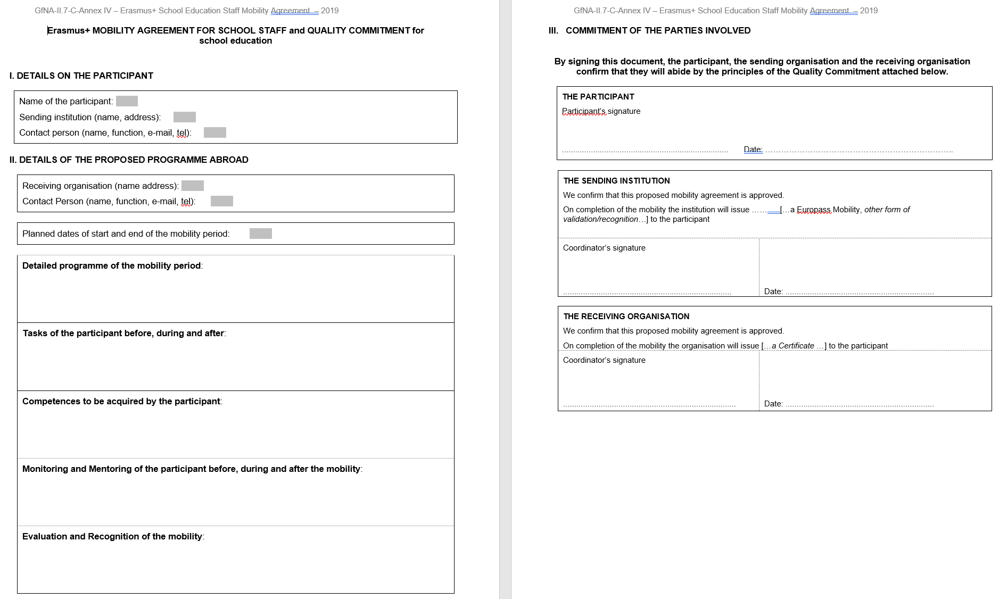 GfNA-II.7-C-Annex IV – Erasmus+ School Education Staff Mobility Agreement – 2019
Erasmus+ MOBILITY AGREEMENT FOR SCHOOL STAFF and QUALITY COMMITMENT for
school education
I. DETAILS ON THE PARTICIPANT
Name of the participant:
Sending institution (name, address):
Contact person (name, function, e-mail, tel):
II. DETAILS OF THE PROPOSED PROGRAMME ABROAD
Receiving organisation (name address):
Contact Person (name, function, e-mail, tel):
Planned dates of start and end of the mobility period:
Detailed programme of the mobility period:
Tasks of the participant before, during and after:
Competences to be acquired by the participant:
Monitoring and Mentoring of the participant before, during and after the mobility:
Evaluation and Recognition of the mobility:
GfNA-II.7-C-Annex IV – Erasmus+ School Education Staff Mobility Agreement – 2019
III. COMMITMENT OF THE PARTIES INVOLVED
By signing this document, the participant, the sending organisation and the receiving organisation
confirm that they will abide by the principles of the Quality Commitment attached below.
THE PARTICIPANT
Participant's signature
........................................................................... Date: ………………………………………………………………..
THE SENDING INSTITUTION
We confirm that this proposed mobility agreement is approved.
On completion of the mobility the institution will issue ……___[…a Europass Mobility, other form of
validation/recognition…] to the participant
Coordinator’s signature
............................................................................ Date: ...................................................................
THE RECEIVING ORGANISATION
We confirm that this proposed mobility agreement is approved.
On completion of the mobility the organisation will issue […a Certificate …] to the participant
Coordinator’s signature
.............................................................................. Date: ...................................................................